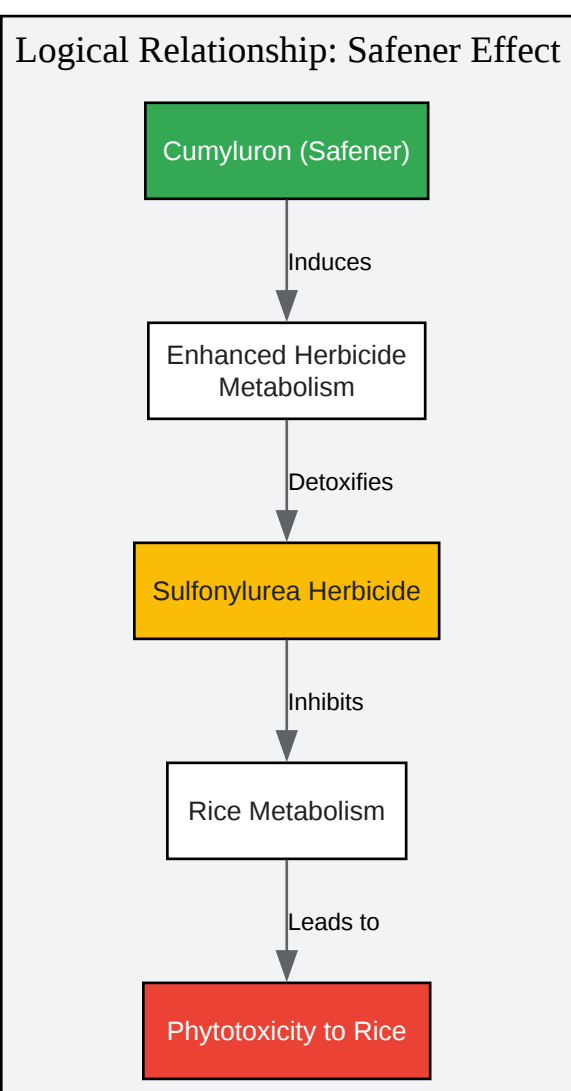 Logical Relationship: Safener Effect
Cumyluron (Safener)
Induces
Enhanced Herbicide
Metabolism
Detoxifies
Sulfonylurea Herbicide
Inhibits
Rice Metabolism
Leads to
Phytotoxicity to Rice